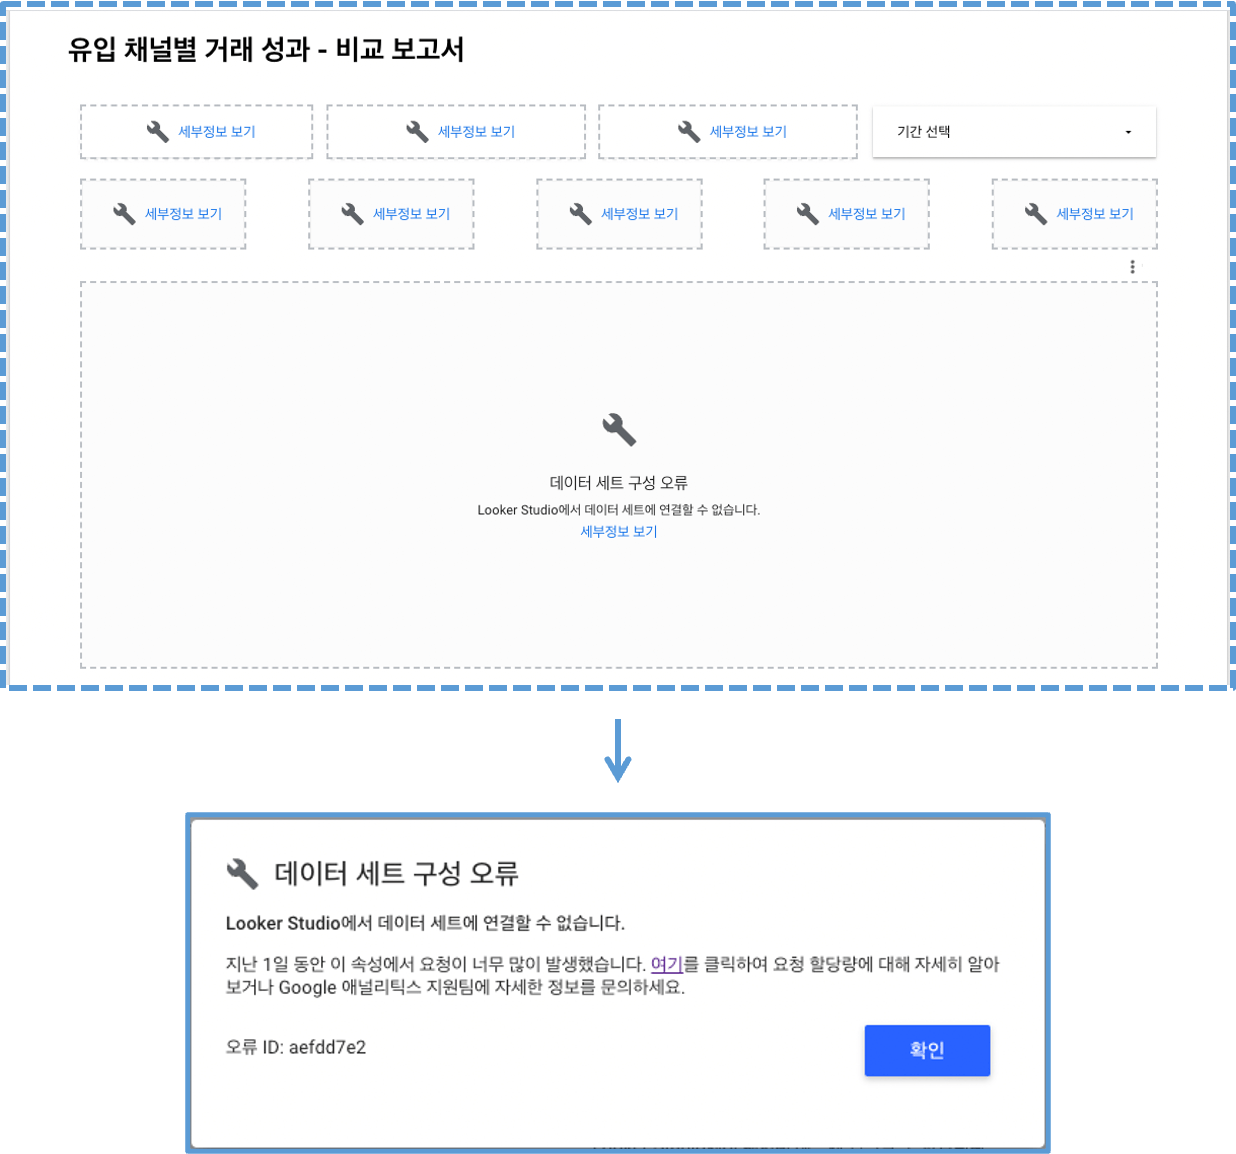 유입 채널별 거래 성과 - 비교 보고서
세부정보 보기
세부정보 보기
세부정보 보기
기간 선택
세부정보 보기
세부정보 보기
세부정보 보기
세부정보 보기
세부정보 보기
데이터 세트 구성 오류
Looker Studio에서 데이터 세트에 연결할 수 없습니다.
세부정보 보기
데이터 세트 구성 오류
Looker Studio에서 데이터 세트에 연결할 수 없습니다.
지난 1일 동안 이 속성에서 요청이 너무 많이 발생했습니다. 여기를 클릭하여 요청 할당량에 대해 자세히 알아
보거나 Google 애널리틱스 지원팀에 자세한 정보를 문의하세요.
오류 ID: aefdd7e2
확인